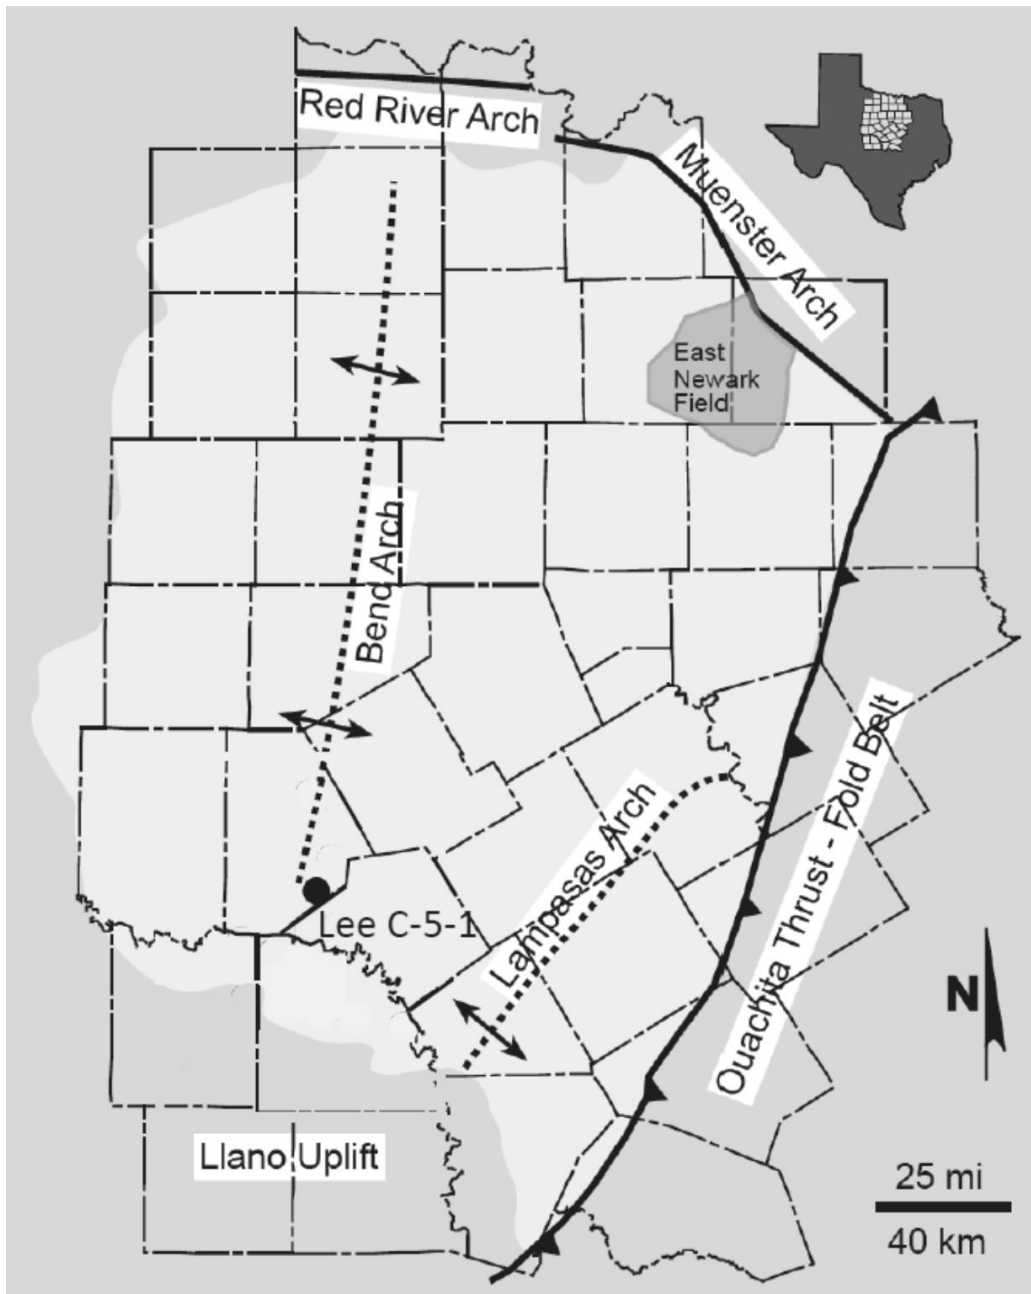 Red River Arch
Muenster Arch
East
Newark
Field
Bend Arch
Lampasas Arch
Ouachita Thrust - Fold Belt
Lee C-5-1
N
Llano Uplift
25 mi
40 km